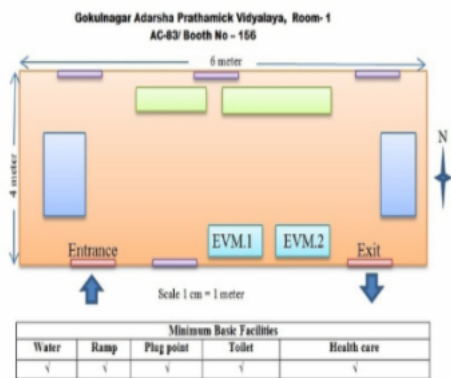 Gokulnagar Adarsha Prathamick Vidyalaya, Room- 1
AC-83/ Booth No – 156
6 meter
4 meter
N
EVM.1 EVM.2
Entrance Exit
Scale 1 cm = 1 meter
Minimum Basic Facilities
Water Ramp Plug point Toilet Health care
√ √ √ √ √